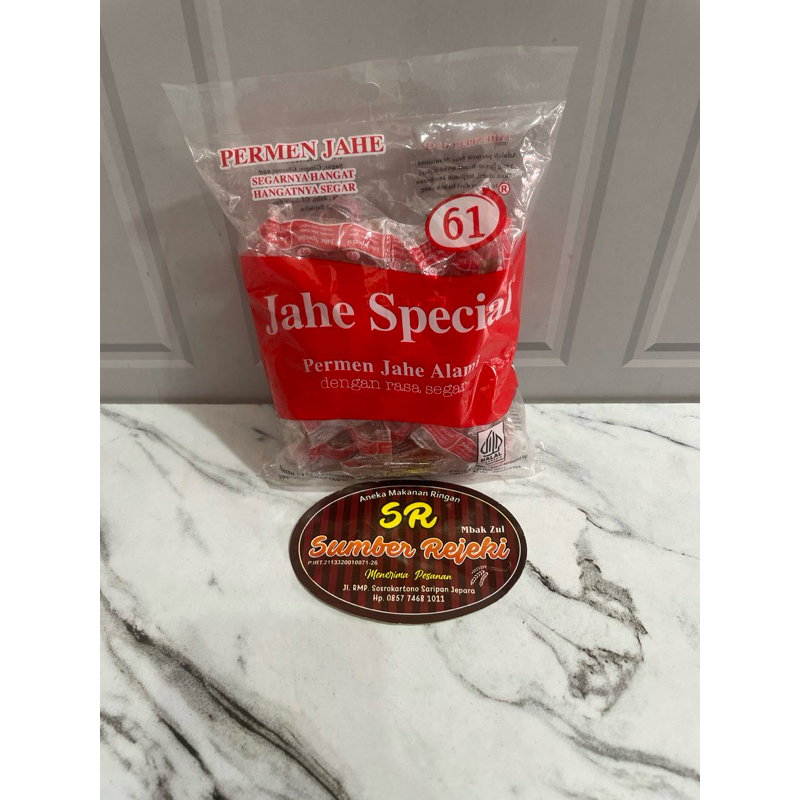 PERMEN JAHE
SEGARNYA HANGAT
HANGATNYA SEGAR
61®
Jahe Special
Permen Jahe Alami
dengan rasa segar
HALAL
Aneka Makanan Ringan
SR
Mbak Zul
Sumber Rejeki
P.IRT.2113320010071-26
Menerima Pesanan
Jl. RMP. Sosrokartono Saripan Jepara
Hp. 0857 7468 1011